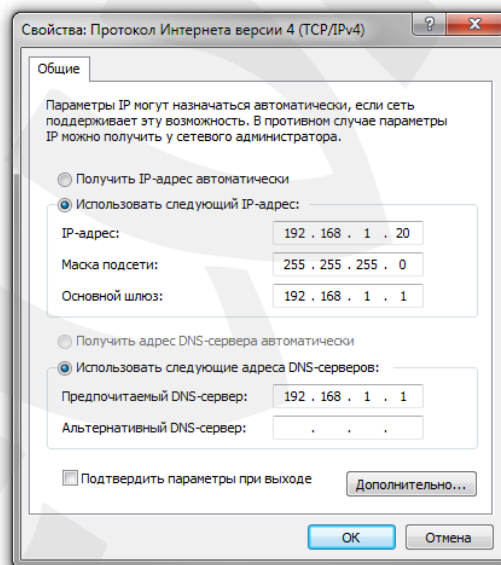 Свойства: Протокол Интернета версии 4 (TCP/IPv4)
Общие
Параметры IP могут назначаться автоматически, если сеть
поддерживает эту возможность. В противном случае параметры
IP можно получить у сетевого администратора.
Получить IP-адрес автоматически
Использовать следующий IP-адрес:
IP-адрес: 192 . 168 . 1 . 20
Маска подсети: 255 . 255 . 255 . 0
Основной шлюз: 192 . 168 . 1 . 1
Получить адрес DNS-сервера автоматически
Использовать следующие адреса DNS-серверов:
Предпочитаемый DNS-сервер: 192 . 168 . 1 . 1
Альтернативный DNS-сервер: . . .
Подтвердить параметры при выходе
Дополнительно...
OK Отмена